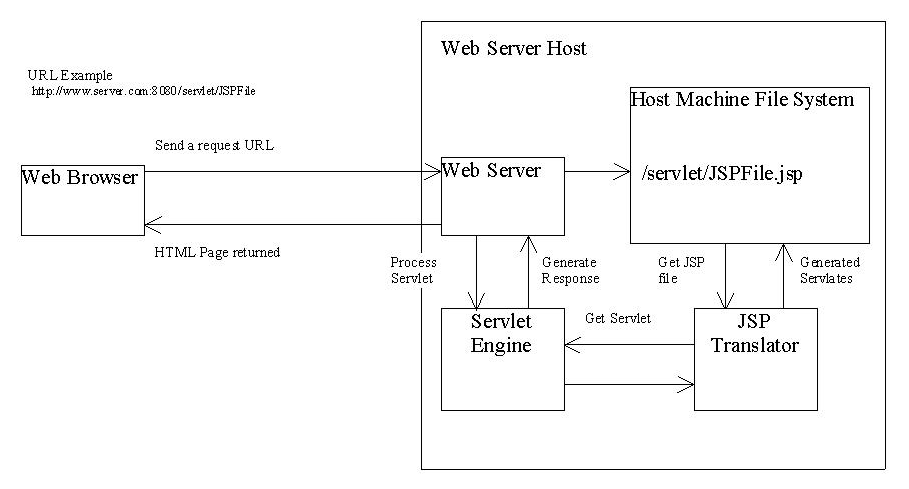 Web Server Host
URL Example
http://www.server.com:8080/servlet/JSPFile
Host Machine File System
Send a request URL
Web Browser
Web Server
/servlet/JSPFile.jsp
HTML Page returned
Process
Servlet
Generate
Response
Get JSP
file
Generated
Servlates
Servlet
Engine
Get Servlet
JSP
Translator